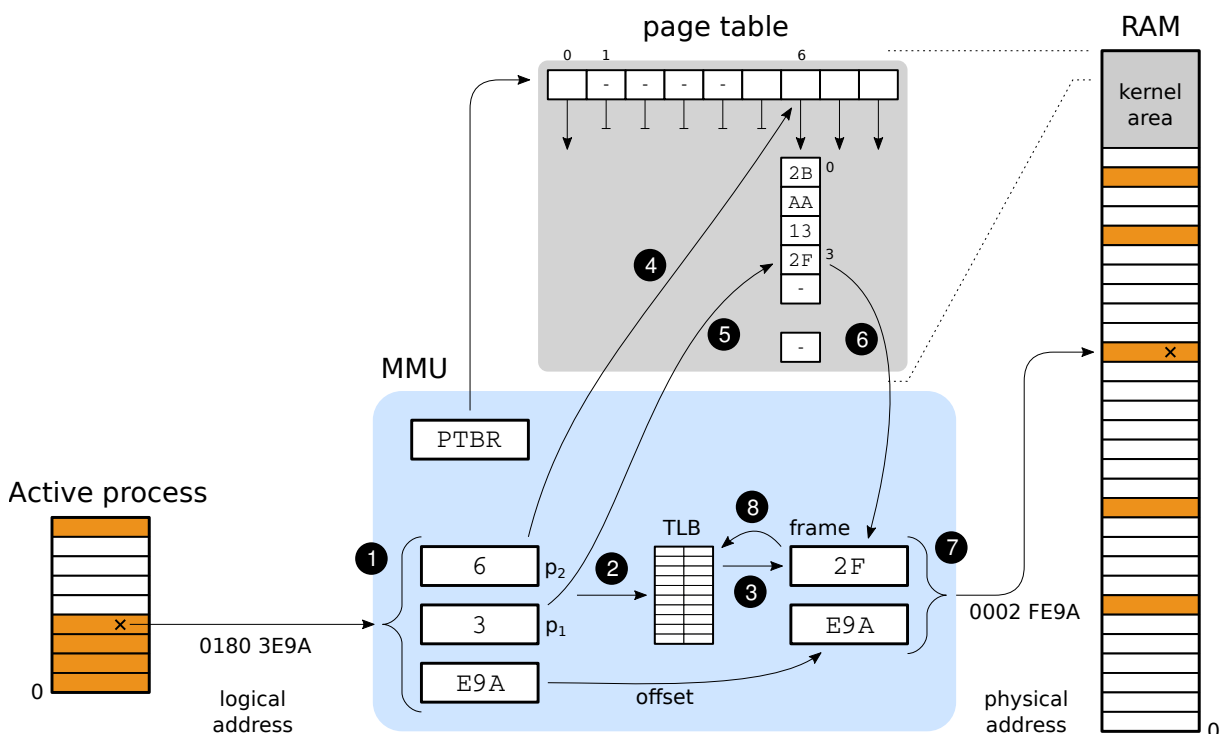 page table
RAM
0 1 6
- - - -
kernel
area
2B 0
AA
13
2F 3
-
-
4
5
6
MMU
PTBR
Active process
0
0180 3E9A
logical
address
1
6 p2
3 p1
E9A
2
TLB
8
3
frame
2F
E9A
offset
7
0002 FE9A
physical
address
0